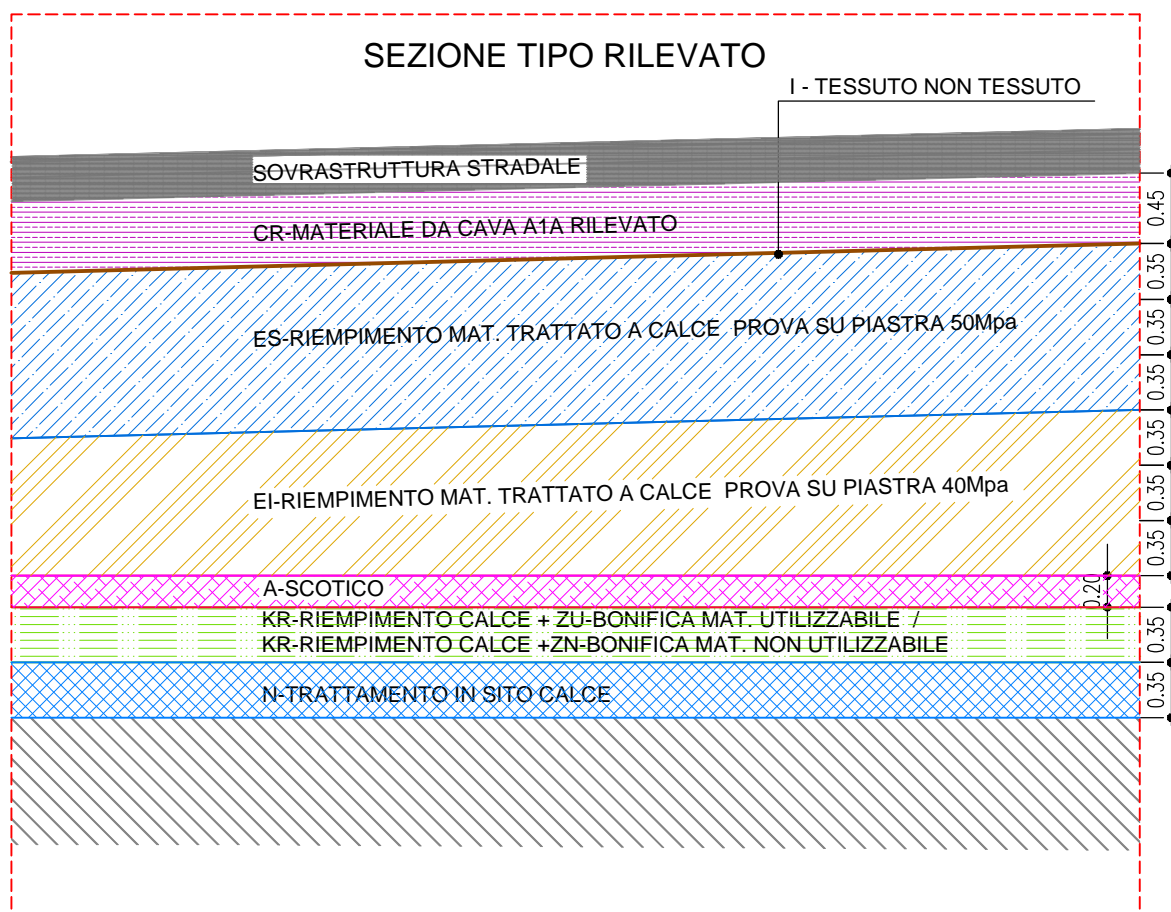 SEZIONE TIPO RILEVATO
I - TESSUTO NON TESSUTO
SOVRASTRUTTURA STRADALE
0.45
CR-MATERIALE DA CAVA A1A RILEVATO
0.35
ES-RIEMPIMENTO MAT. TRATTATO A CALCE PROVA SU PIASTRA 50Mpa
0.35
0.35
0.35
EI-RIEMPIMENTO MAT. TRATTATO A CALCE PROVA SU PIASTRA 40Mpa
0.35
0.35
A-SCOTICO
0.20
KR-RIEMPIMENTO CALCE + ZU-BONIFICA MAT. UTILIZZABILE /
KR-RIEMPIMENTO CALCE +ZN-BONIFICA MAT. NON UTILIZZABILE
0.35
N-TRATTAMENTO IN SITO CALCE
0.35